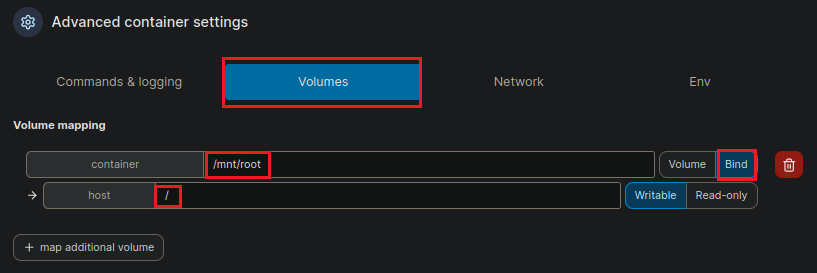 Advanced container settings
Commands & logging Volumes Network Env
Volume mapping
container /mnt/root Volume Bind
→ host / Writable Read-only
+ map additional volume